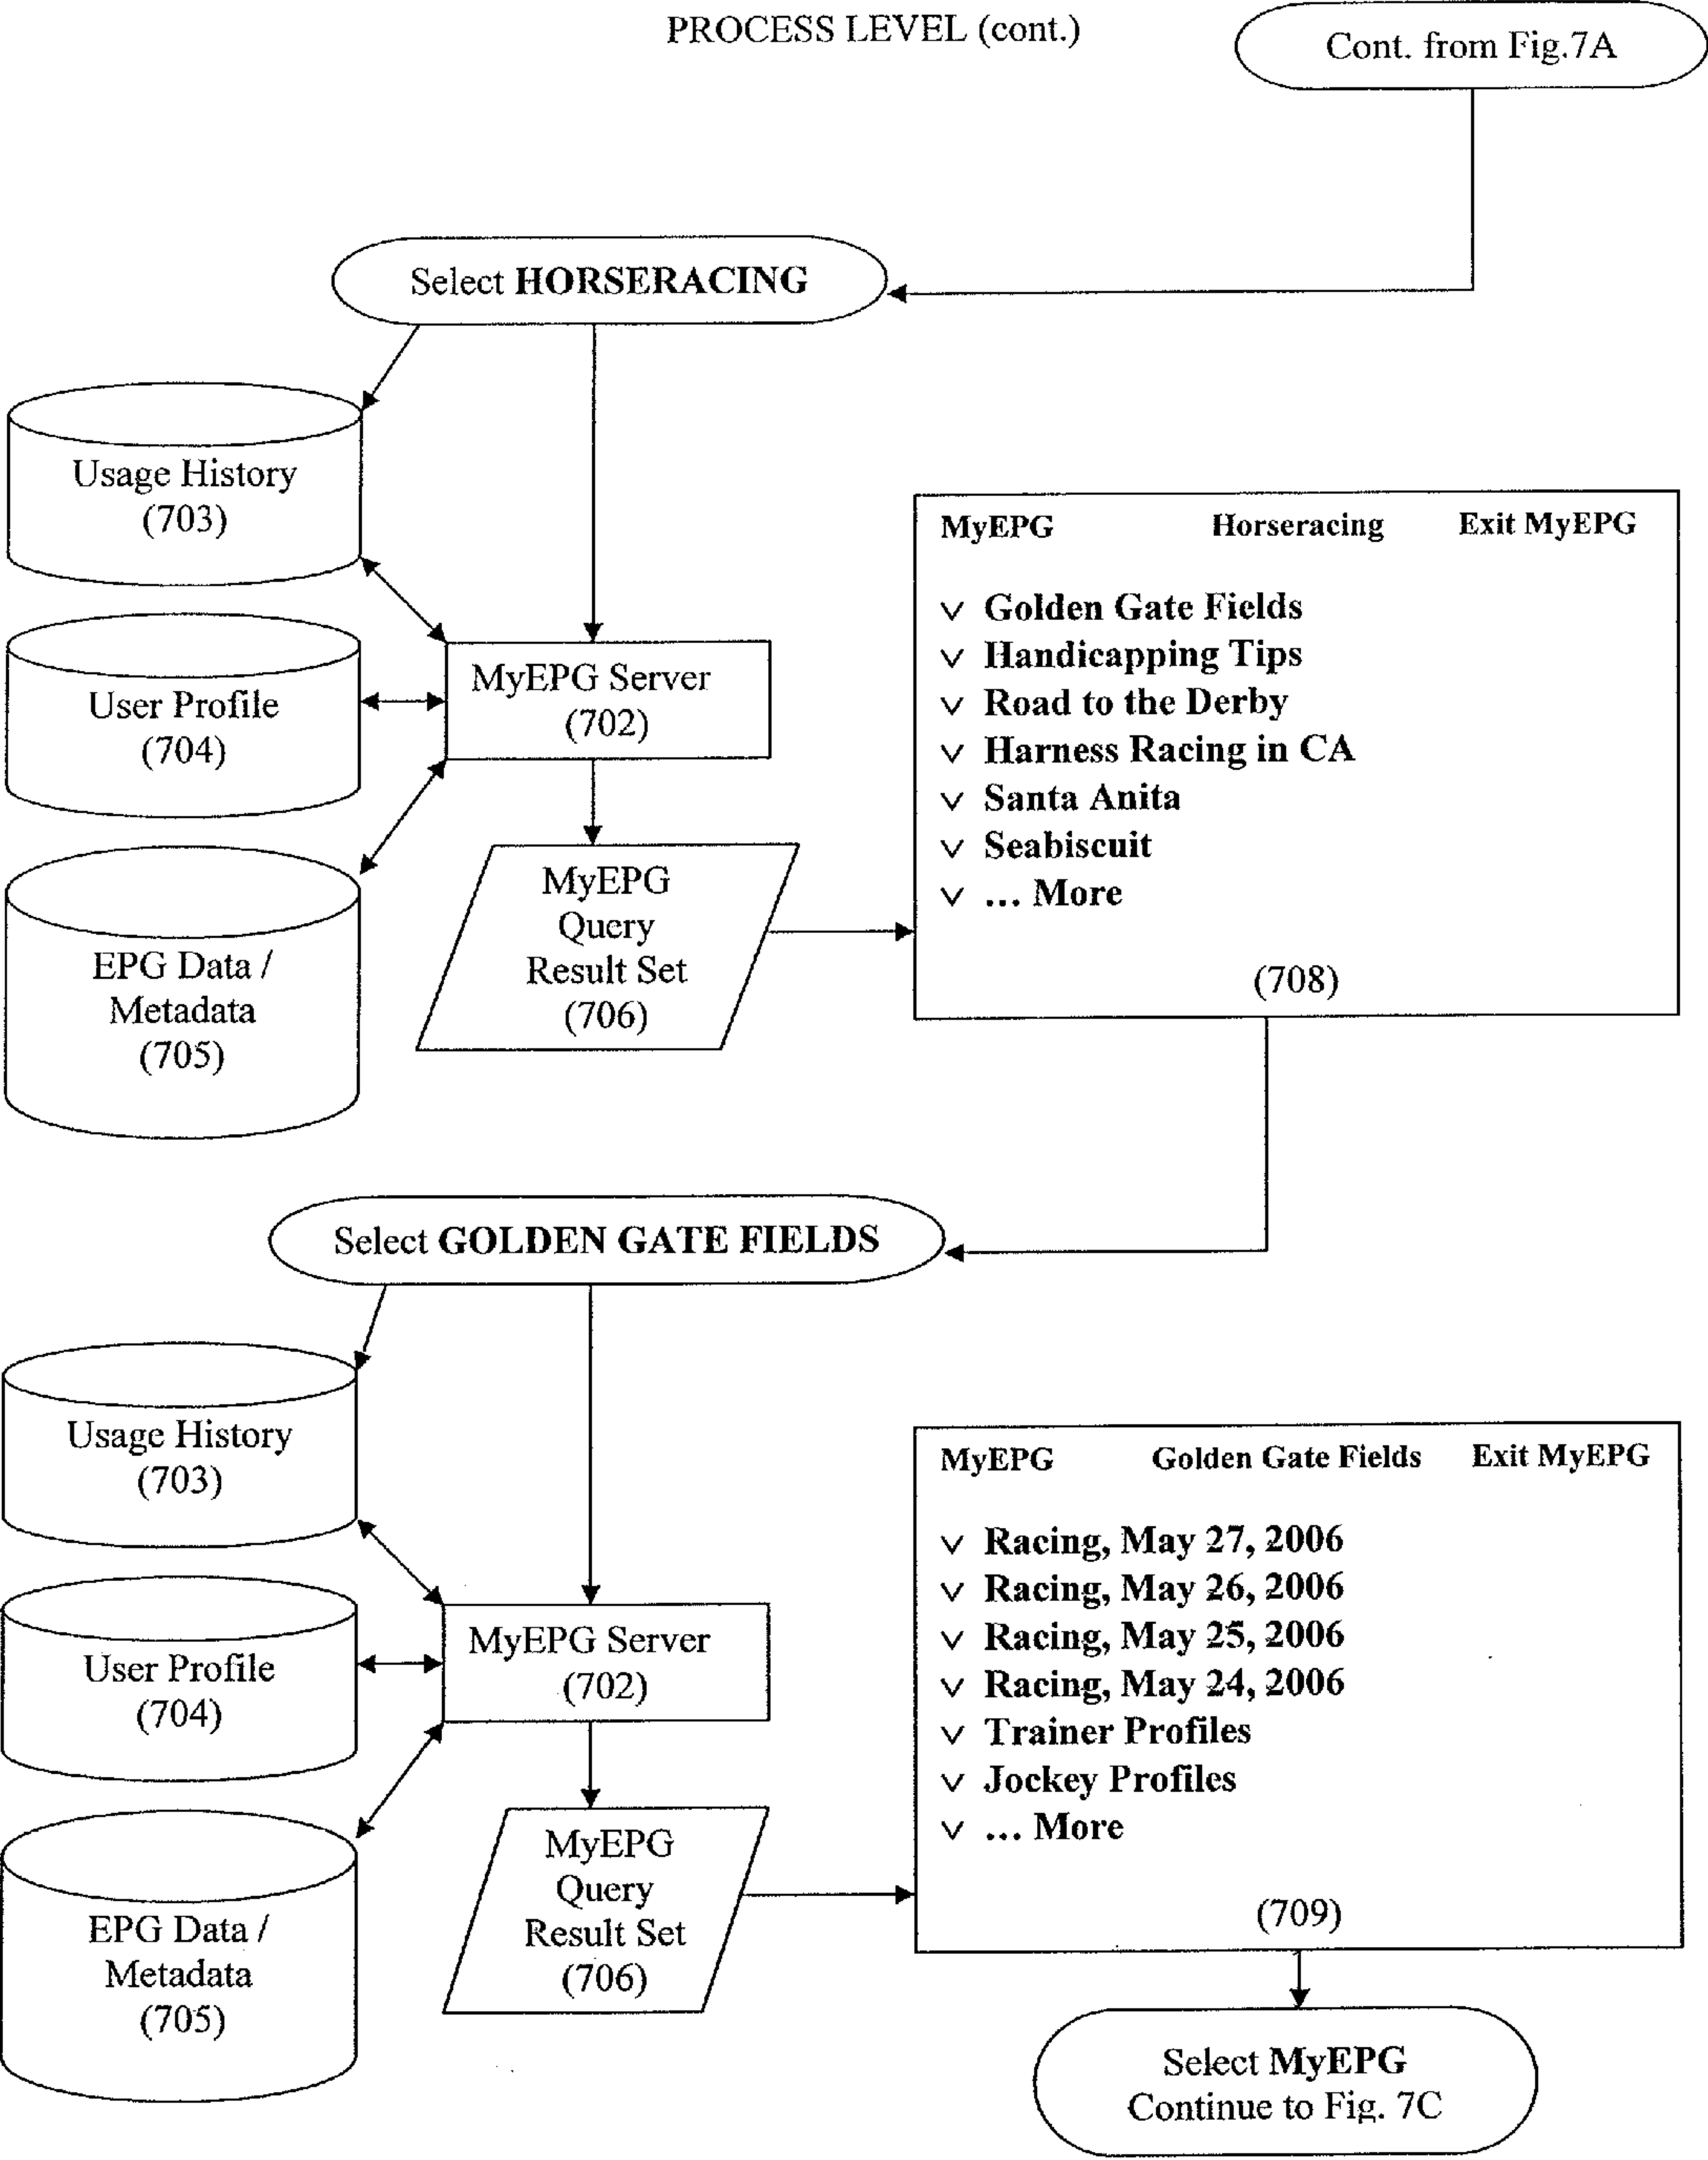 PROCESS LEVEL (cont.)
Cont. from Fig.7A
Select HORSERACING
Usage History
(703)
User Profile
(704)
EPG Data /
Metadata
(705)
MyEPG Server
(702)
MyEPG
Query
Result Set
(706)
MyEPG Horseracing Exit MyEPG
v Golden Gate Fields
v Handicapping Tips
v Road to the Derby
v Harness Racing in CA
v Santa Anita
v Seabiscuit
v ... More
(708)
Select GOLDEN GATE FIELDS
Usage History
(703)
User Profile
(704)
EPG Data /
Metadata
(705)
MyEPG Server
(702)
MyEPG
Query
Result Set
(706)
MyEPG Golden Gate Fields Exit MyEPG
v Racing, May 27, 2006
v Racing, May 26, 2006
v Racing, May 25, 2006
v Racing, May 24, 2006
v Trainer Profiles
v Jockey Profiles
v ... More
(709)
Select MyEPG
Continue to Fig. 7C